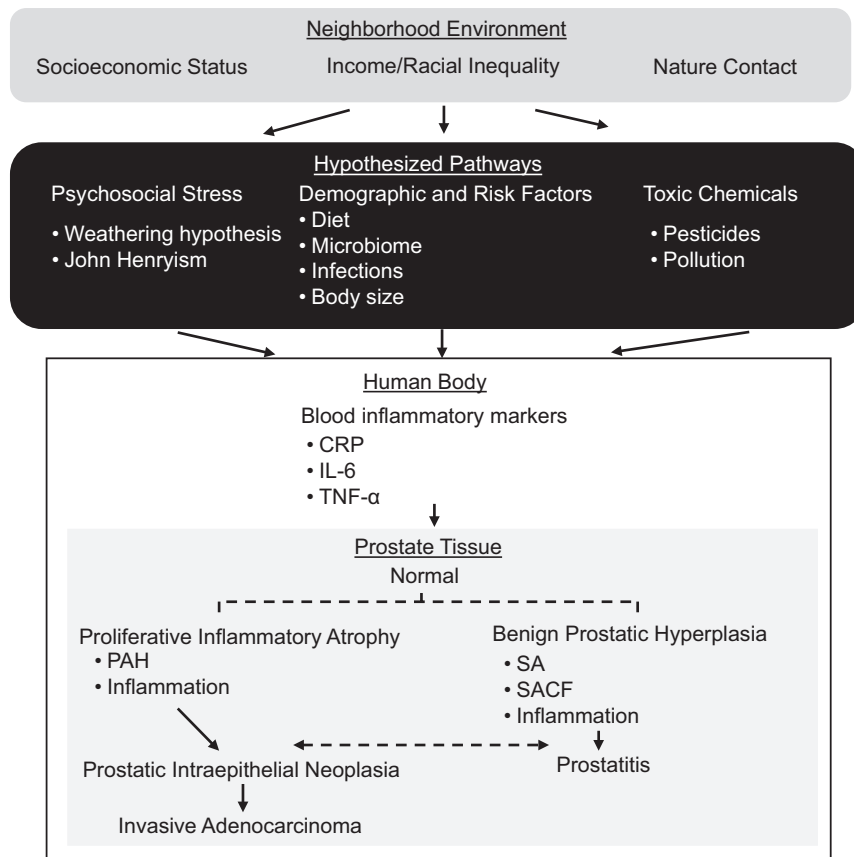 Neighborhood Environment
Socioeconomic Status Income/Racial Inequality Nature Contact
Hypothesized Pathways
Psychosocial Stress
• Weathering hypothesis
• John Henryism
Demographic and Risk Factors
• Diet
• Microbiome
• Infections
• Body size
Toxic Chemicals
• Pesticides
• Pollution
Human Body
Blood inflammatory markers
• CRP
• IL-6
• TNF-α
Prostate Tissue
Normal
Proliferative Inflammatory Atrophy
• PAH
• Inflammation
Benign Prostatic Hyperplasia
• SA
• SACF
• Inflammation
Prostatic Intraepithelial Neoplasia
Prostatitis
Invasive Adenocarcinoma